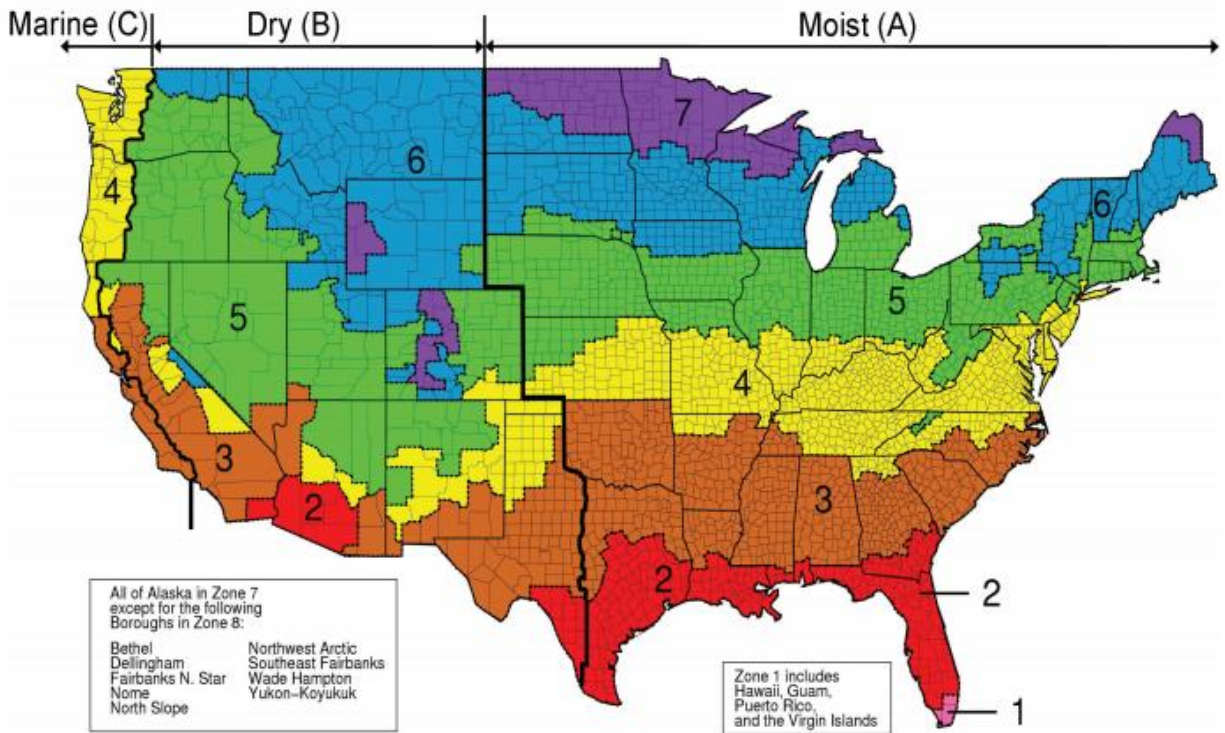 Marine (C) Dry (B) Moist (A)
7
6
4
6
5
5
4
3
3
2
2
2
1
All of Alaska in Zone 7
except for the following
Boroughs in Zone 8:
Bethel Northwest Arctic
Dellingham Southeast Fairbanks
Fairbanks N. Star Wade Hampton
Nome Yukon-Koyukuk
North Slope
Zone 1 includes
Hawaii, Guam,
Puerto Rico,
and the Virgin Islands